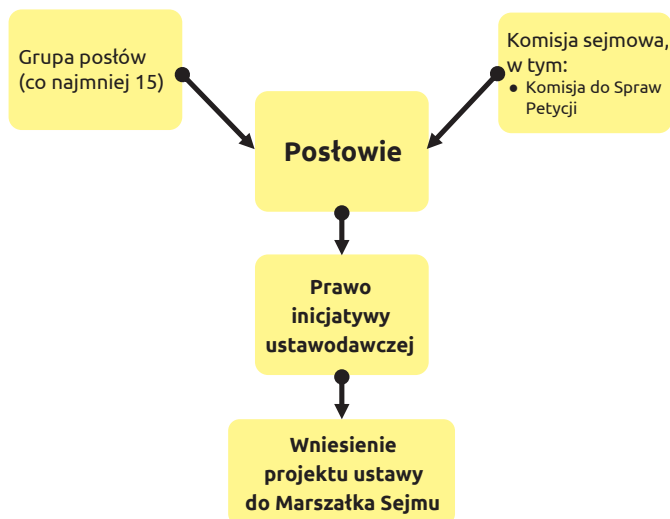 Grupa posłów
(co najmniej 15)
Komisja sejmowa,
w tym:
● Komisja do Spraw
Petycji
Posłowie
Prawo
inicjatywy
ustawodawczej
Wniesienie
projektu ustawy
do Marszałka Sejmu